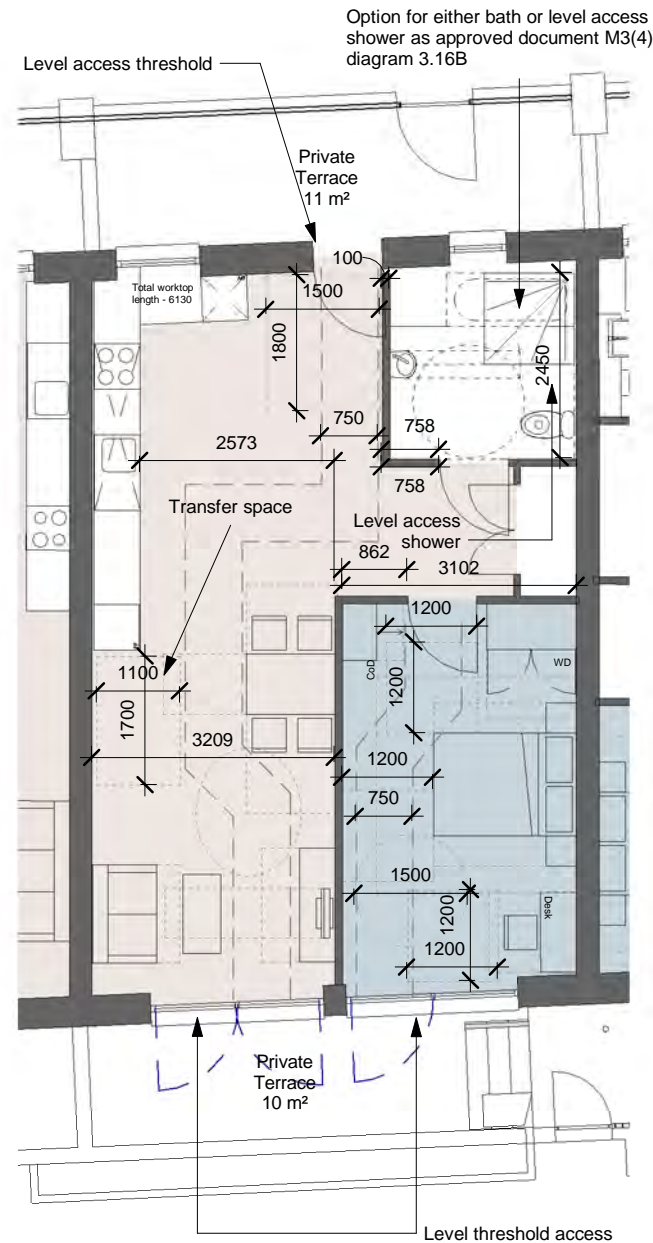 Option for either bath or level access
shower as approved document M3(4)
diagram 3.16B
Level access threshold
Private
Terrace
11 m²
100
Total worktop
length - 6130
1500
1800
2450
750
758
2573
758
Transfer space
Level access
shower
862
3102
1200
CoD
WD
1200
1100
1700
3209
1200
750
1500
1200
Desk
1200
Private
Terrace
10 m²
Level threshold access